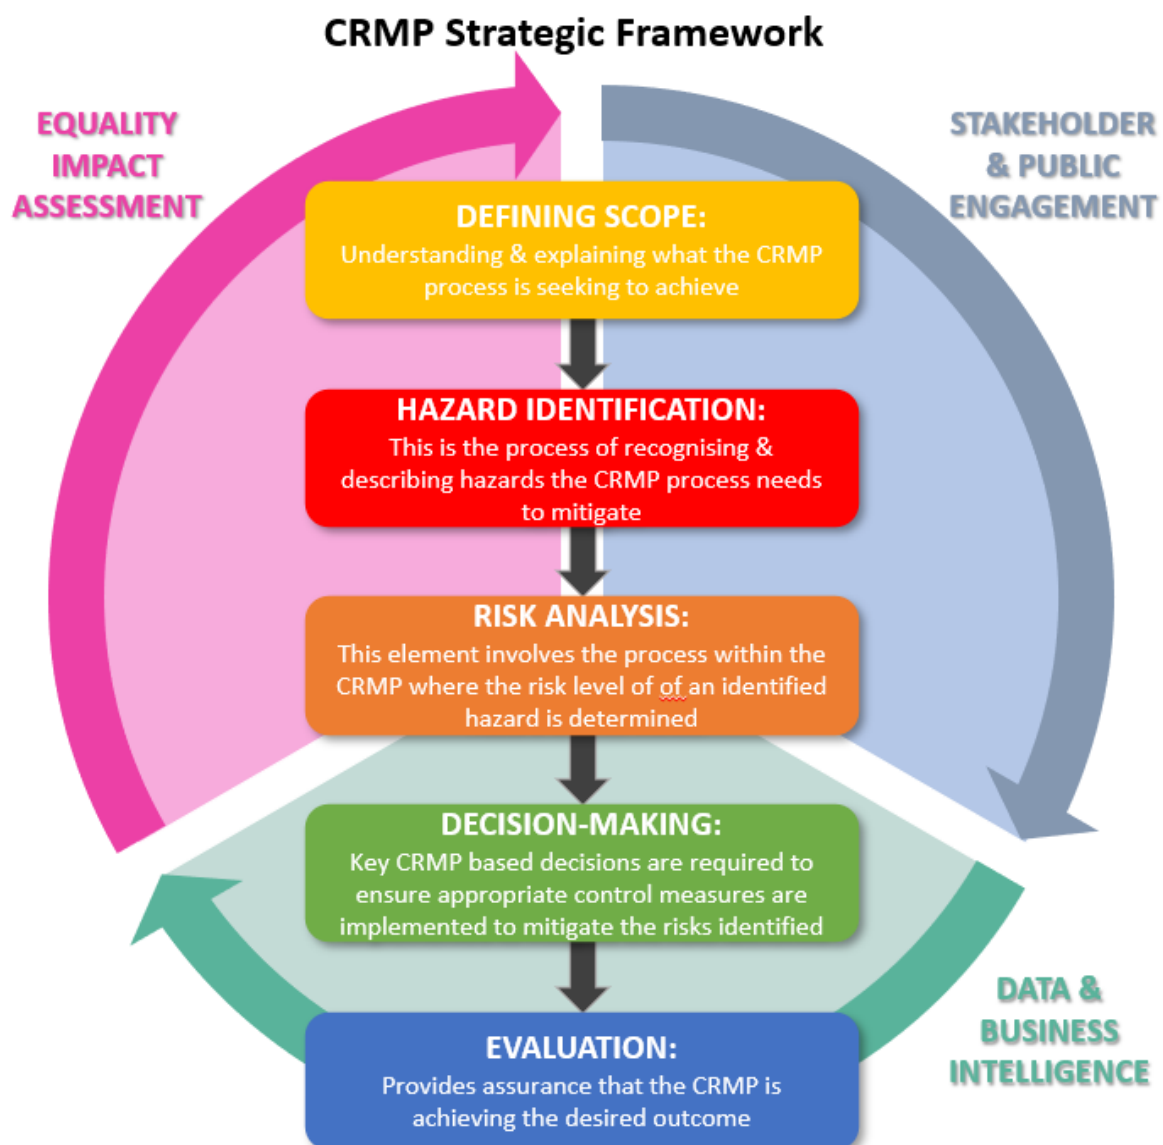 CRMP Strategic Framework
EQUALITY
IMPACT
ASSESSMENT
STAKEHOLDER
& PUBLIC
ENGAGEMENT
DEFINING SCOPE:
Understanding & explaining what the CRMP
process is seeking to achieve
HAZARD IDENTIFICATION:
This is the process of recognising &
describing hazards the CRMP process needs
to mitigate
RISK ANALYSIS:
This element involves the process within the
CRMP where the risk level of of an identified
hazard is determined
DECISION-MAKING:
Key CRMP based decisions are required to
ensure appropriate control measures are
implemented to mitigate the risks identified
DATA &
BUSINESS
INTELLIGENCE
EVALUATION:
Provides assurance that the CRMP is
achieving the desired outcome